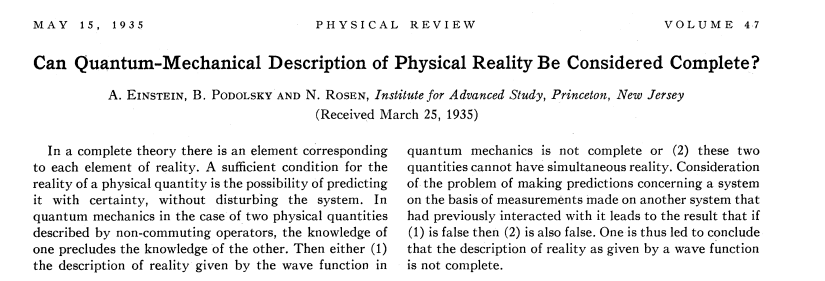 MAY 15, 1935 PHYSICAL REVIEW VOLUME 47
Can Quantum-Mechanical Description of Physical Reality Be Considered Complete?
A. EINSTEIN, B. PODOLSKY AND N. ROSEN, Institute for Advanced Study, Princeton, New Jersey
(Received March 25, 1935)
In a complete theory there is an element corresponding
to each element of reality. A sufficient condition for the
reality of a physical quantity is the possibility of predicting
it with certainty, without disturbing the system. In
quantum mechanics in the case of two physical quantities
described by non-commuting operators, the knowledge of
one precludes the knowledge of the other. Then either (1)
the description of reality given by the wave function in
quantum mechanics is not complete or (2) these two
quantities cannot have simultaneous reality. Consideration
of the problem of making predictions concerning a system
on the basis of measurements made on another system that
had previously interacted with it leads to the result that if
(1) is false then (2) is also false. One is thus led to conclude
that the description of reality as given by a wave function
is not complete.